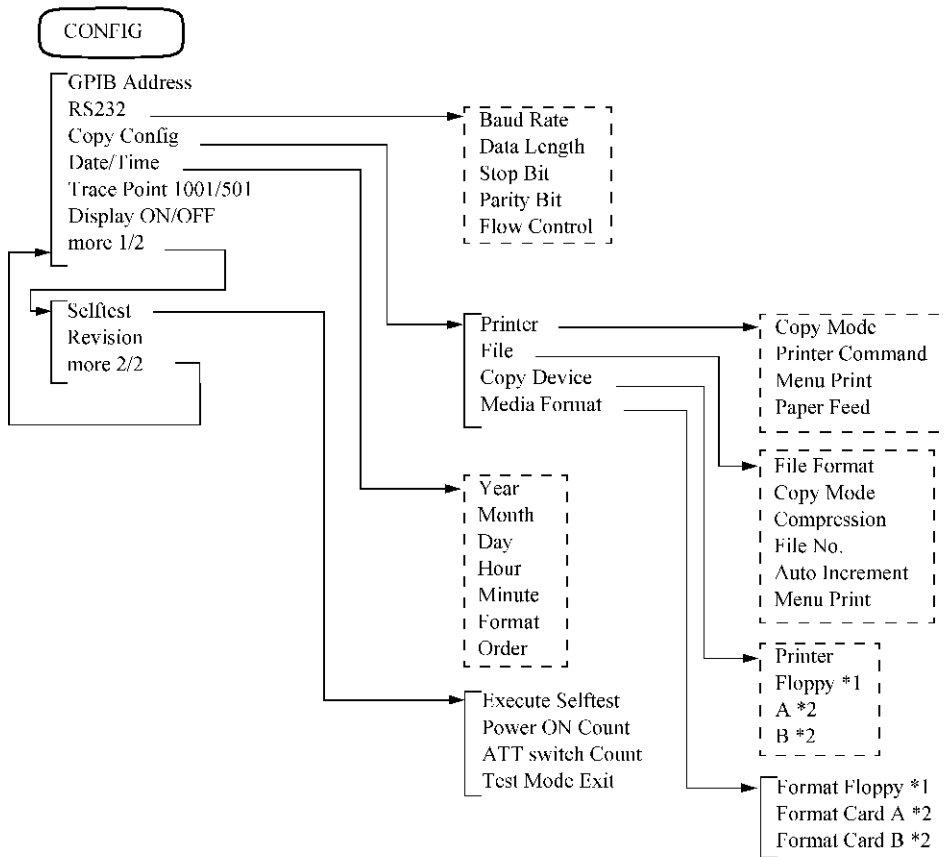 CONFIG
GPIB Address
RS232
Copy Config
Date/Time
Trace Point 1001/501
Display ON/OFF
more 1/2
Selftest
Revision
more 2/2
Baud Rate
Data Length
Stop Bit
Parity Bit
Flow Control
Printer
File
Copy Device
Media Format
Year
Month
Day
Hour
Minute
Format
Order
Execute Selftest
Power ON Count
ATT switch Count
Test Mode Exit
Copy Mode
Printer Command
Menu Print
Paper Feed
File Format
Copy Mode
Compression
File No.
Auto Increment
Menu Print
Printer
Floppy *1
A *2
B *2
Format Floppy *1
Format Card A *2
Format Card B *2